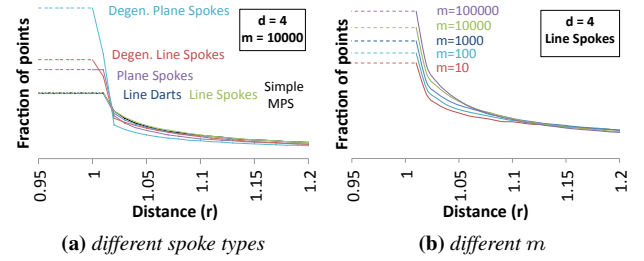 Fraction of points
Degen. Plane Spokes
d = 4
m = 10000
Degen. Line Spokes
Plane Spokes
Line Darts
Line Spokes
Simple
MPS
0.95
1
1.05
1.1
1.15
1.2
Distance (r)
(a) different spoke types
Fraction of points
m=100000
m=10000
m=1000
m=100
m=10
d = 4
Line Spokes
0.95
1
1.05
1.1
1.15
1.2
Distance (r)
(b) different m